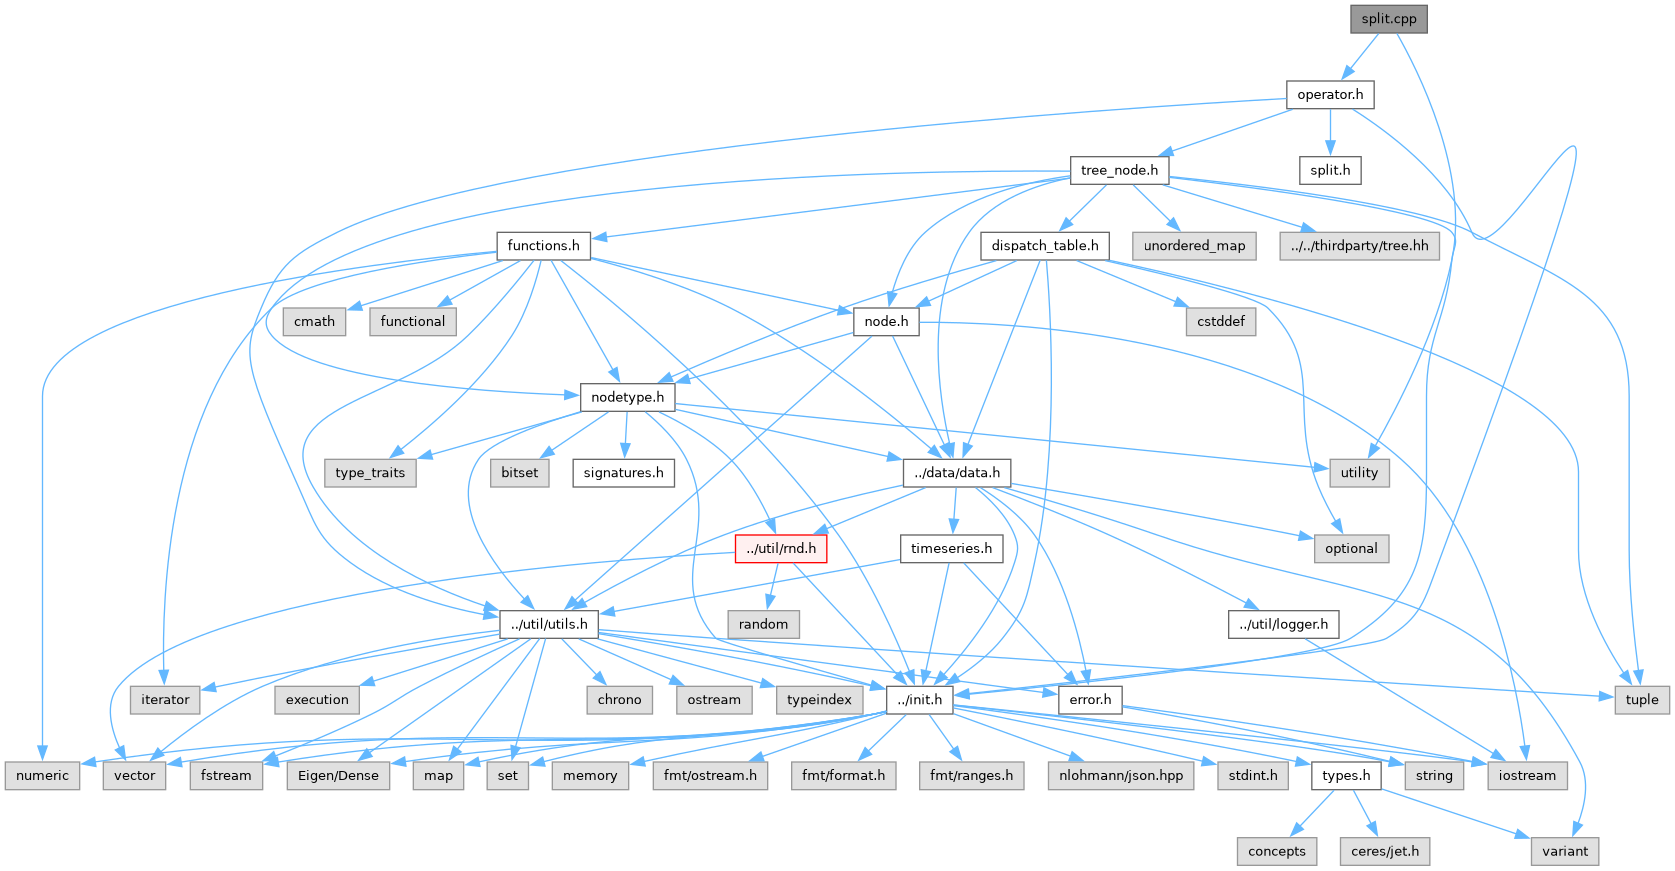 split.cpp
operator.h
tree_node.h
split.h
functions.h
dispatch_table.h
unordered_map
../../thirdparty/tree.hh
cmath
functional
node.h
cstddef
nodetype.h
type_traits
bitset
signatures.h
../data/data.h
utility
../util/rnd.h
timeseries.h
optional
../util/utils.h
random
../util/logger.h
iterator
execution
chrono
ostream
typeindex
../init.h
error.h
tuple
numeric
vector
fstream
Eigen/Dense
map
set
memory
fmt/ostream.h
fmt/format.h
fmt/ranges.h
nlohmann/json.hpp
stdint.h
types.h
string
iostream
concepts
ceres/jet.h
variant